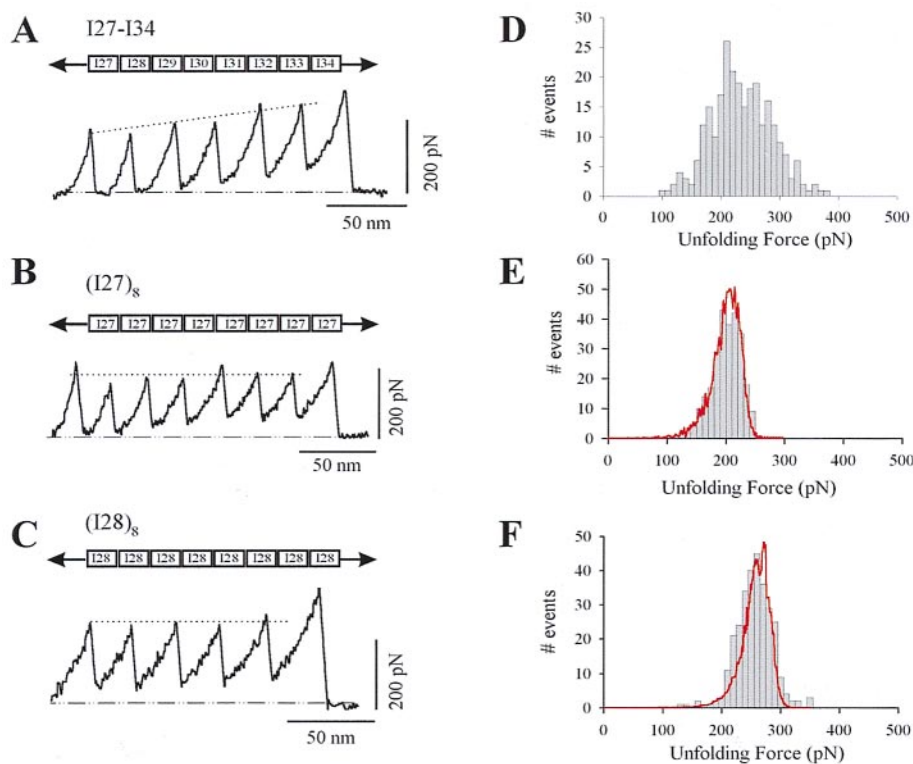 A
I27-I34
I27 I28 I29 I30 I31 I32 I33 I34
200 pN
50 nm
D
30
25
20
15
10
5
0
# events
0 100 200 300 400 500
Unfolding Force (pN)
B
(I27)8
I27 I27 I27 I27 I27 I27 I27 I27
200 pN
50 nm
E
60
50
40
30
20
10
0
# events
0 100 200 300 400 500
Unfolding Force (pN)
C
(I28)8
I28 I28 I28 I28 I28 I28 I28 I28
200 pN
50 nm
F
50
40
30
20
10
0
# events
0 100 200 300 400 500
Unfolding Force (pN)